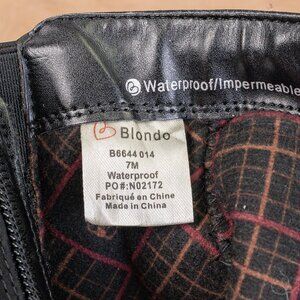 Waterproof/Impermeable
Blondo
B6644 014
7M
Waterproof
PO#:N02172
Fabriqué en Chine
Made in China